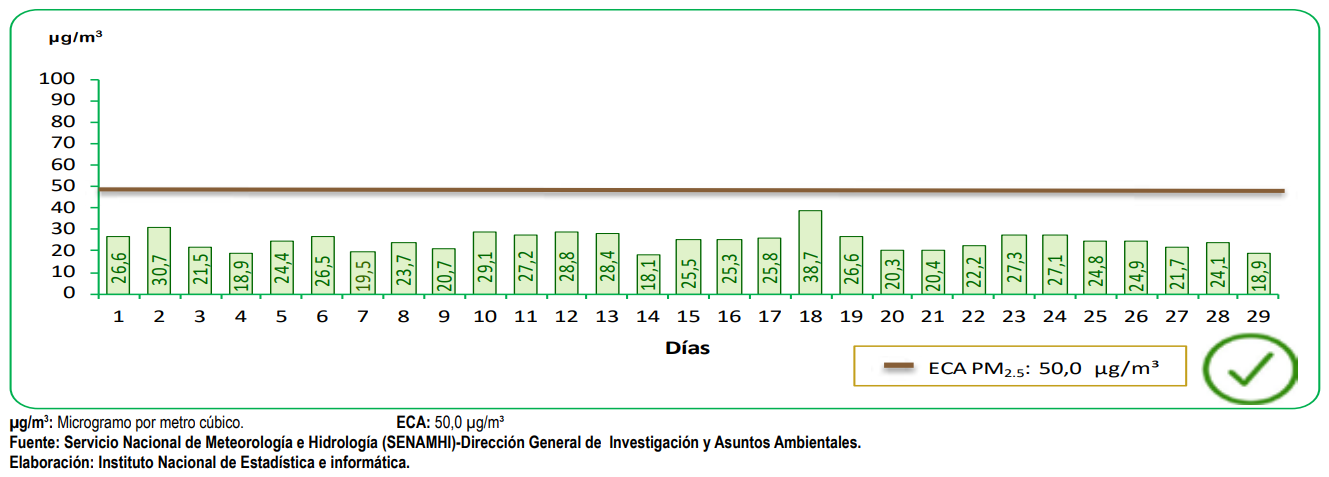 µg/m³
100
90
80
70
60
50
40
30
20
10
0
26,6 30,7 21,5 18,9 24,4 26,5 19,5 23,7 20,7 29,1 27,2 28,8 28,4 18,1 25,5 25,3 25,8 38,7 26,6 20,3 20,4 22,2 27,3 27,1 24,8 24,9 21,7 24,1 18,9
1 2 3 4 5 6 7 8 9 10 11 12 13 14 15 16 17 18 19 20 21 22 23 24 25 26 27 28 29
Días
ECA PM₂.₅: 50,0 µg/m³
µg/m³: Microgramo por metro cúbico. ECA: 50,0 µg/m³
Fuente: Servicio Nacional de Meteorología e Hidrología (SENAMHI)-Dirección General de Investigación y Asuntos Ambientales.
Elaboración: Instituto Nacional de Estadística e informática.